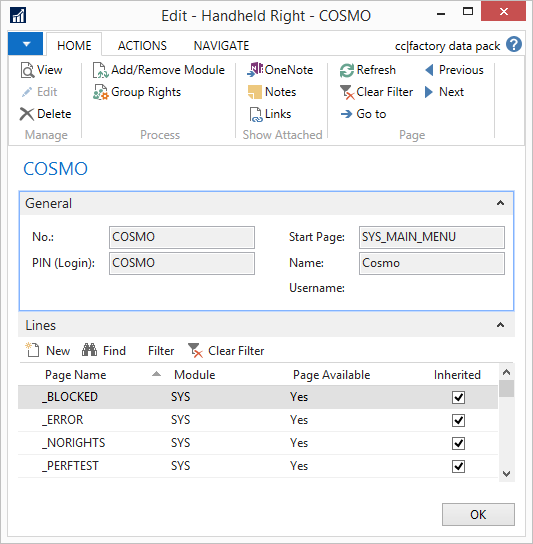 Edit - Handheld Right - COSMO
HOME ACTIONS NAVIGATE cc|factory data pack ?
View Add/Remove Module OneNote Refresh Previous
Edit Group Rights Notes Clear Filter Next
Delete Links Go to
Manage Process Show Attached Page
COSMO
General
No.: COSMO Start Page: SYS_MAIN_MENU
PIN (Login): COSMO Name: Cosmo
Username:
Lines
New Find Filter Clear Filter
Page Name Module Page Available Inherited
_BLOCKED SYS Yes
_ERROR SYS Yes
_NORIGHTS SYS Yes
_PERFTEST SYS Yes
OK